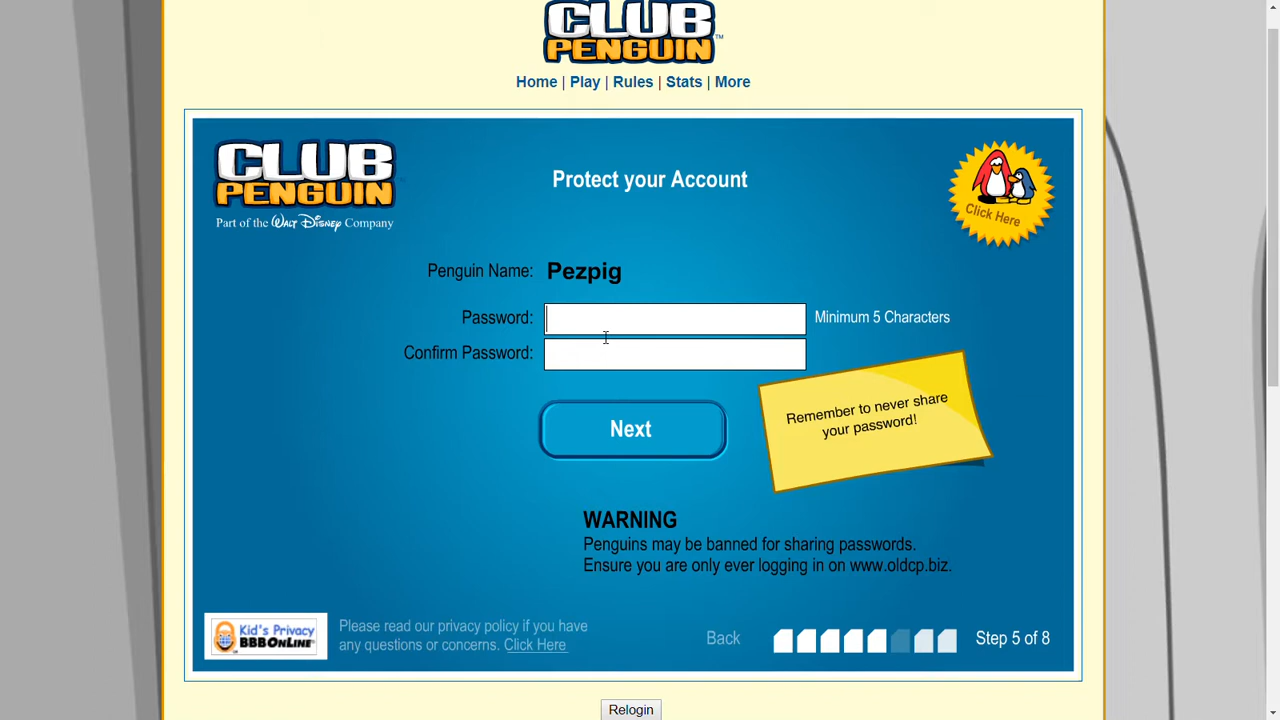 CLUB
PENGUIN™
Home | Play | Rules | Stats | More
CLUB
PENGUIN
Part of the Walt Disney Company
Protect your Account
Click Here
Penguin Name: Pezpig
Password: Minimum 5 Characters
Confirm Password:
Next
Remember to never share
your password!
WARNING
Penguins may be banned for sharing passwords.
Ensure you are only ever logging in on www.oldcp.biz.
Kid's Privacy
BBBONLINE
Please read our privacy policy if you have
any questions or concerns. Click Here
Back Step 5 of 8
Relogin